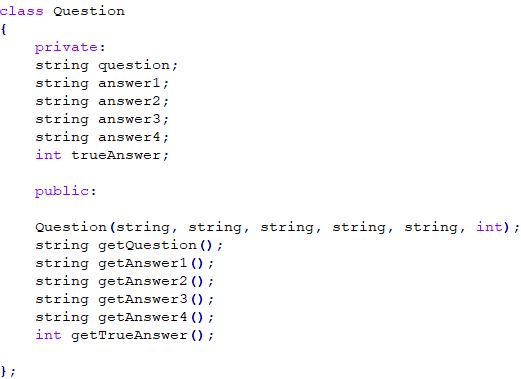 class Question
{
private:
string question;
string answer1;
string answer2;
string answer3;
string answer4;
int trueAnswer;
public:
Question(string, string, string, string, string, int);
string getQuestion();
string getAnswer1();
string getAnswer2();
string getAnswer3();
string getAnswer4();
int getTrueAnswer();
};